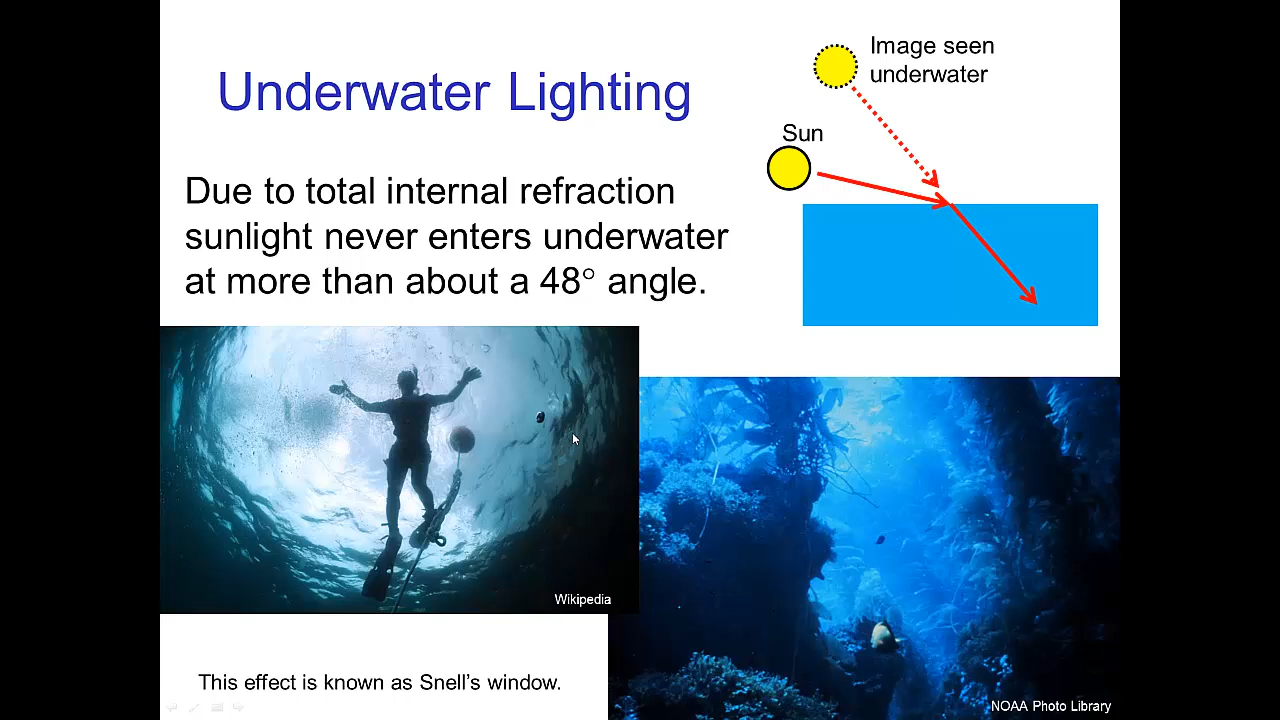 Underwater Lighting
Image seen
underwater
Sun
Due to total internal refraction
sunlight never enters underwater
at more than about a 48° angle.
Wikipedia
This effect is known as Snell's window.
NOAA Photo Library